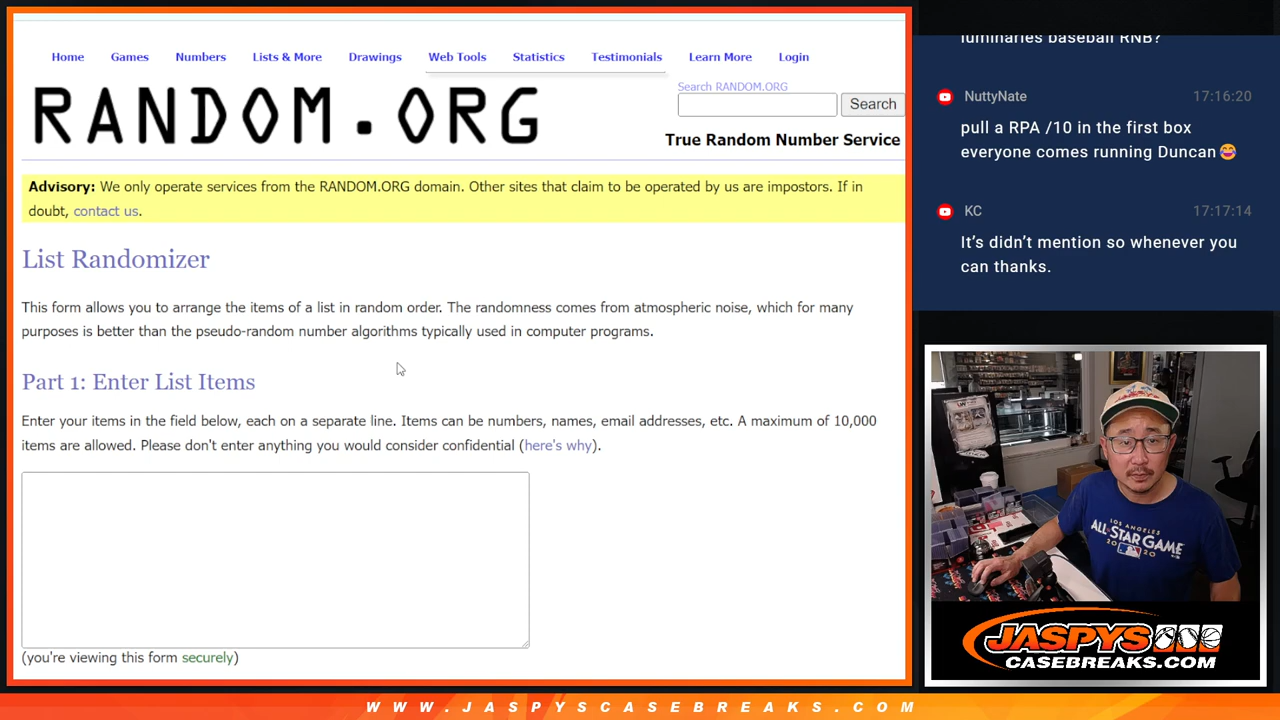 Home Games Numbers Lists & More Drawings Web Tools Statistics Testimonials Learn More Login
RANDOM.ORG
Search RANDOM.ORG
Search
True Random Number Service
Advisory: We only operate services from the RANDOM.ORG domain. Other sites that claim to be operated by us are impostors. If in
doubt, contact us.
List Randomizer
This form allows you to arrange the items of a list in random order. The randomness comes from atmospheric noise, which for many
purposes is better than the pseudo-random number algorithms typically used in computer programs.
Part 1: Enter List Items
Enter your items in the field below, each on a separate line. Items can be numbers, names, email addresses, etc. A maximum of 10,000
items are allowed. Please don't enter anything you would consider confidential (here's why).
(you're viewing this form securely)
luminaries baseball RNB?
NuttyNate 17:16:20
pull a RPA /10 in the first box
everyone comes running Duncan😂
KC 17:17:14
It's didn't mention so whenever you
can thanks.
LOS ANGELES
ALL STAR GAME
2020
JASPYS
CASEBREAKS.COM
WWW.JASPYSCASEBREAKS.COM